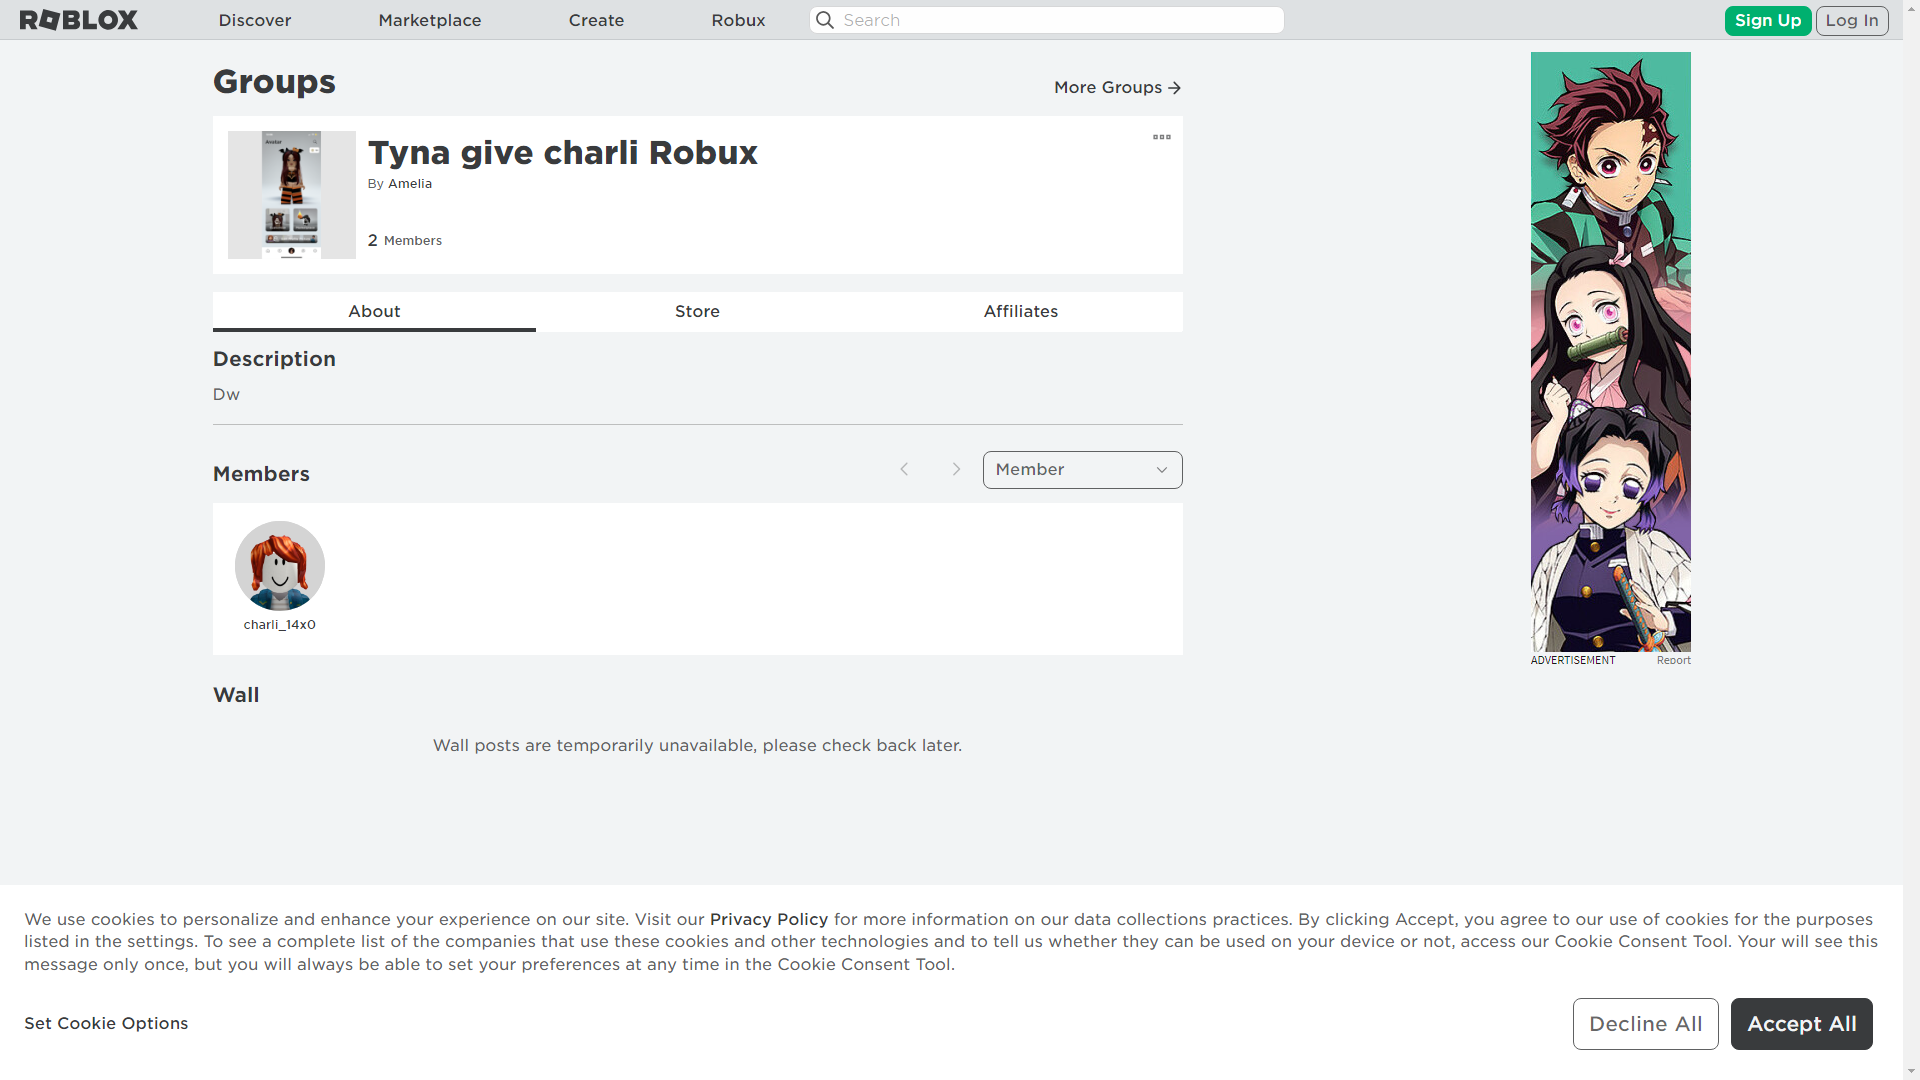 ROBLOX
Discover
Marketplace
Create
Robux
Search
Sign Up
Log In
Groups
More Groups
Avatar
Tyna give charli Robux
By Amelia
2 Members
About
Store
Affiliates
Description
Dw
Members
Member
charli_14x0
Wall
Wall posts are temporarily unavailable, please check back later.
ADVERTISEMENT
Report
We use cookies to personalize and enhance your experience on our site. Visit our Privacy Policy for more information on our data collections practices. By clicking Accept, you agree to our use of cookies for the purposes
listed in the settings. To see a complete list of the companies that use these cookies and other technologies and to tell us whether they can be used on your device or not, access our Cookie Consent Tool. Your will see this
message only once, but you will always be able to set your preferences at any time in the Cookie Consent Tool.
Set Cookie Options
Decline All
Accept All